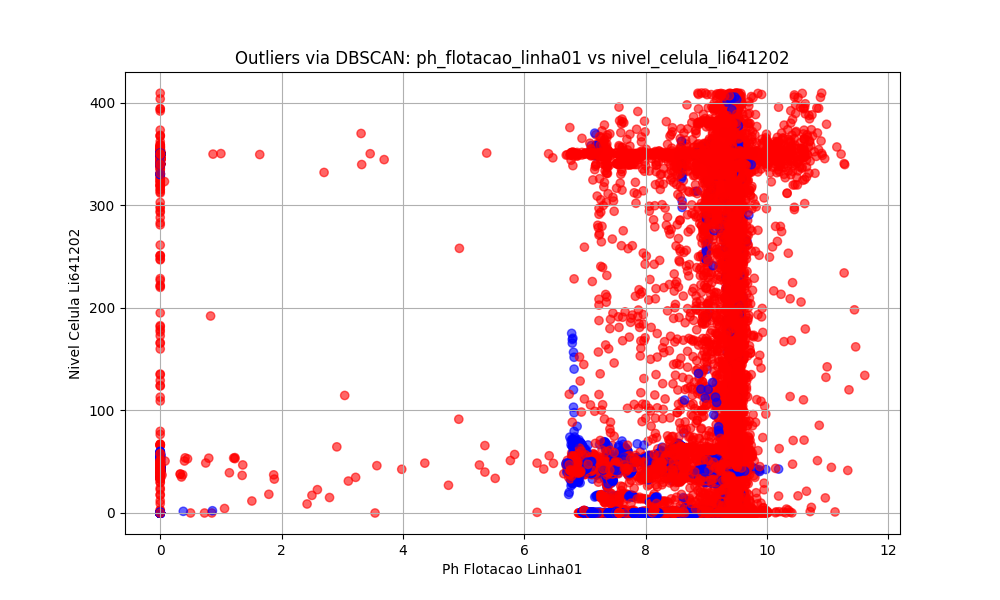 Outliers via DBSCAN: ph_flotacao_linha01 vs nivel_celula_li641202
400
300
200
100
0
Nivel Celula Li641202
0 2 4 6 8 10 12
Ph Flotacao Linha01